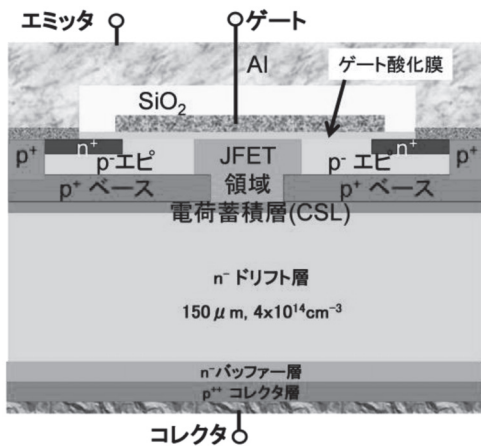 エミッタ
ゲート
Al
ゲート酸化膜
SiO2
p+
n+
p-エピ
JFET
領域
p- エピ
n+
p+
p+ ベース
p+ ベース
電荷蓄積層(CSL)
n- ドリフト層
150 μm, 4x10^14cm^-3
n-バッファー層
p++ コレクタ層
コレクタ